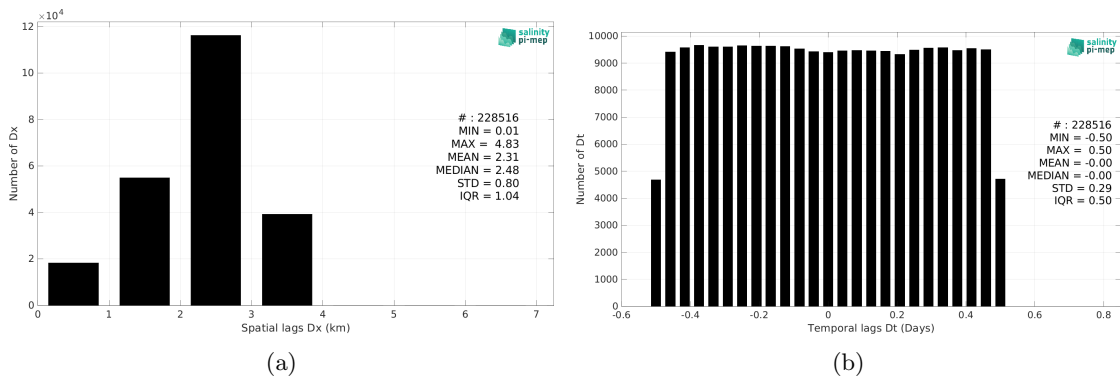 ×10⁴
12
10
8
6
4
2
0
0 1 2 3 4 5 6 7
Number of Dx
Spatial lags Dx (km)
salinity
pi-mep
# : 228516
MIN = 0.01
MAX = 4.83
MEAN = 2.31
MEDIAN = 2.48
STD = 0.80
IQR = 1.04
(a)
10000
9000
8000
7000
6000
5000
4000
3000
2000
1000
0
-0.6 -0.4 -0.2 0 0.2 0.4 0.6 0.8
Number of Dt
Temporal lags Dt (Days)
salinity
pi-mep
# : 228516
MIN = -0.50
MAX = 0.50
MEAN = -0.00
MEDIAN = -0.00
STD = 0.29
IQR = 0.50
(b)